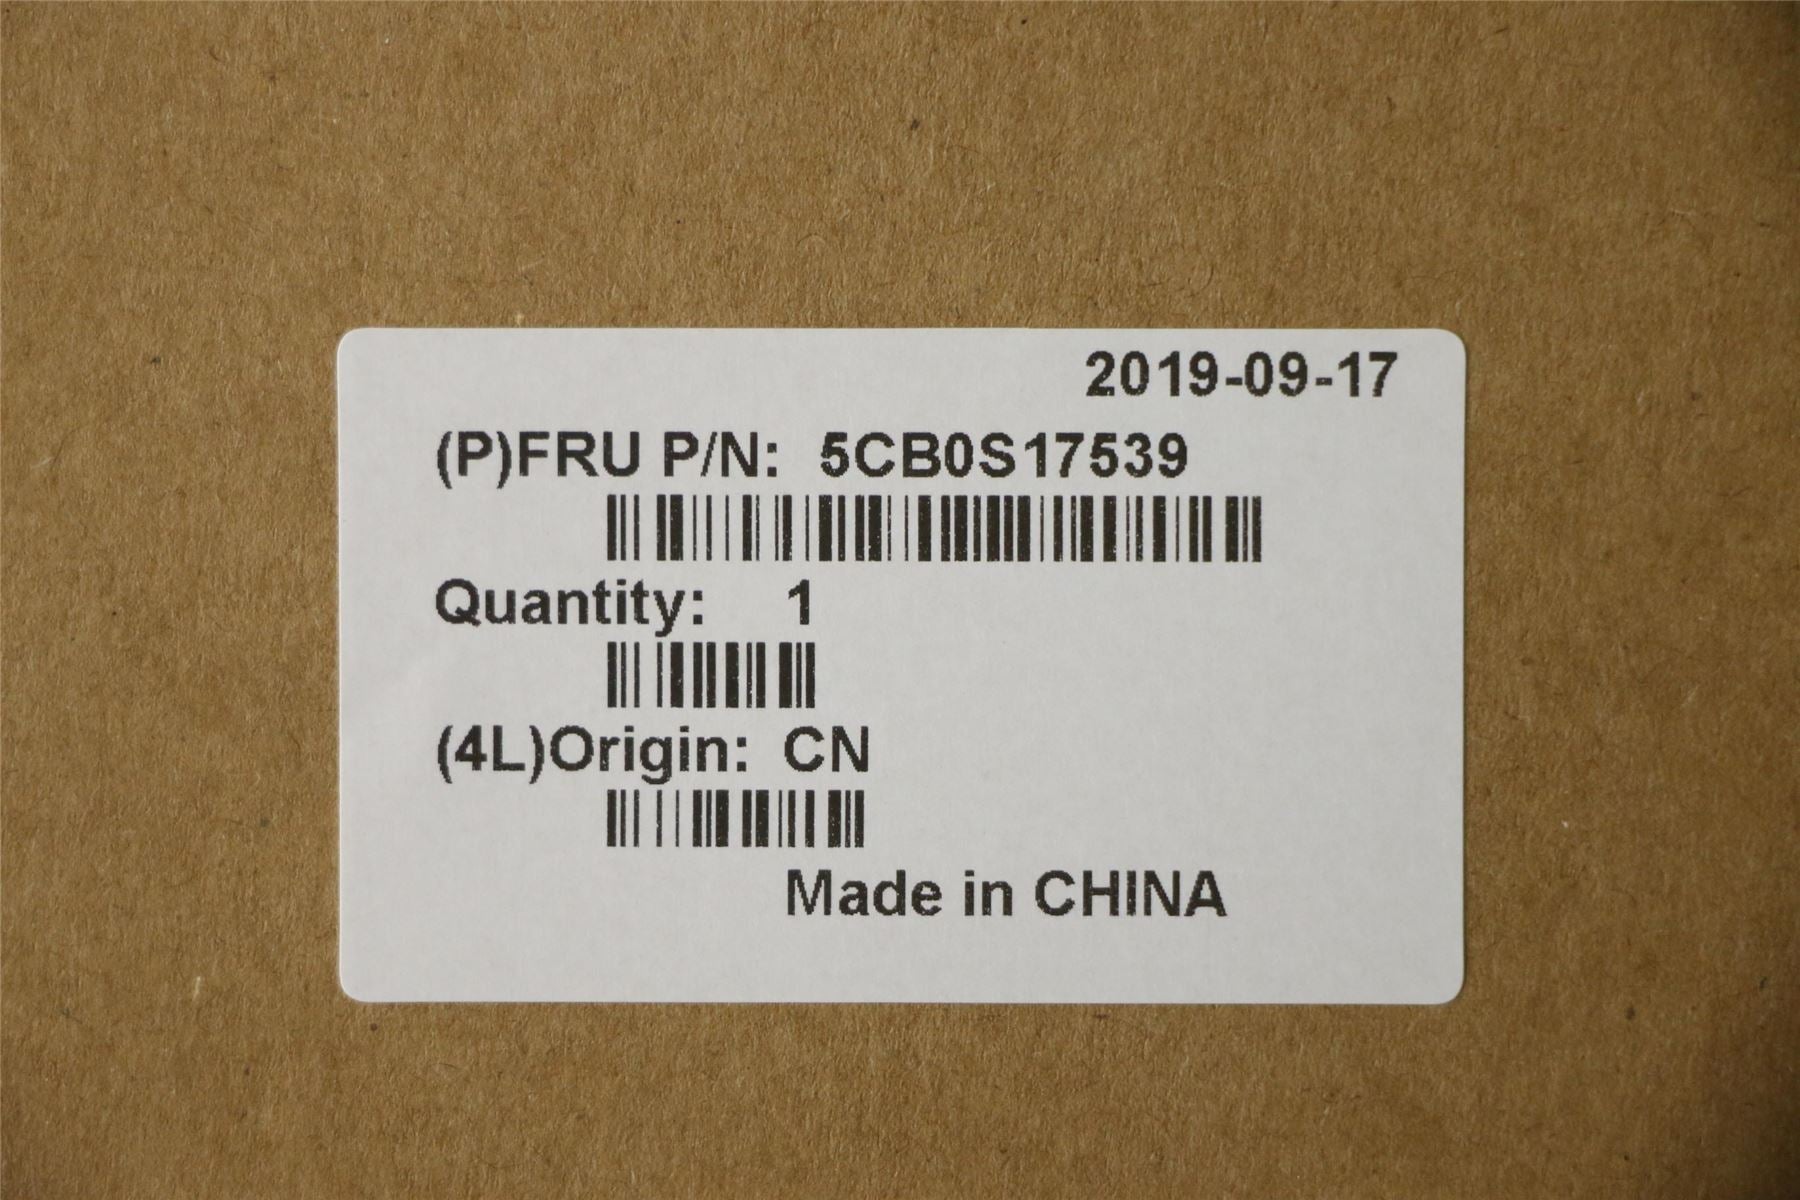 2019-09-17
(P)FRU P/N: 5CB0S17539
Quantity: 1
(4L)Origin: CN
Made in CHINA